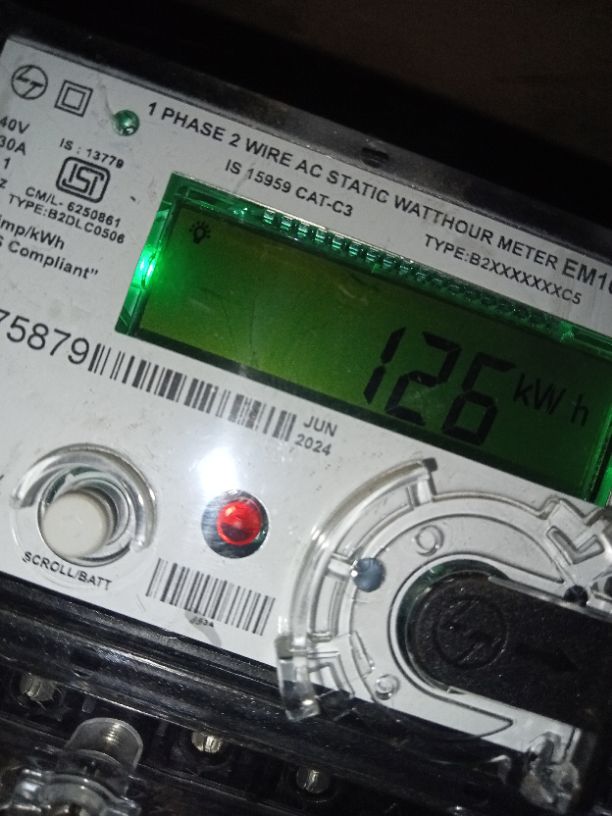 1 PHASE 2 WIRE AC STATIC WATTHOUR METER
IS 15959 CAT-C3
TYPE:B2XXXXXXXC5
40V
30A
1
z
IS : 13779
CM/L- 6250861
TYPE:B2DLC0506
imp/kWh
S Compliant"
126 kW h
75879
JUN
2024
SCROLL/BATT